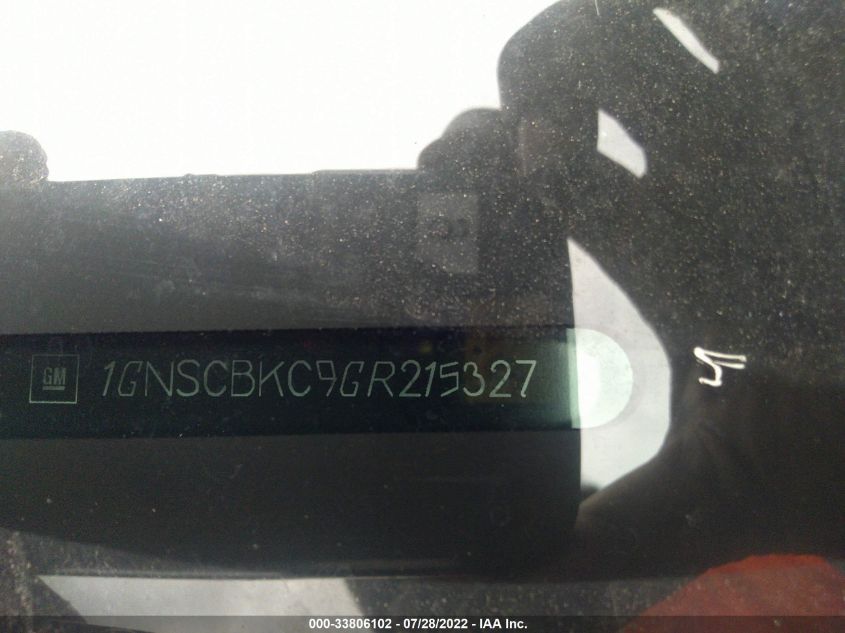 GM 1GNSCBKC9GR215327
000-33806102 - 07/28/2022 - IAA Inc.